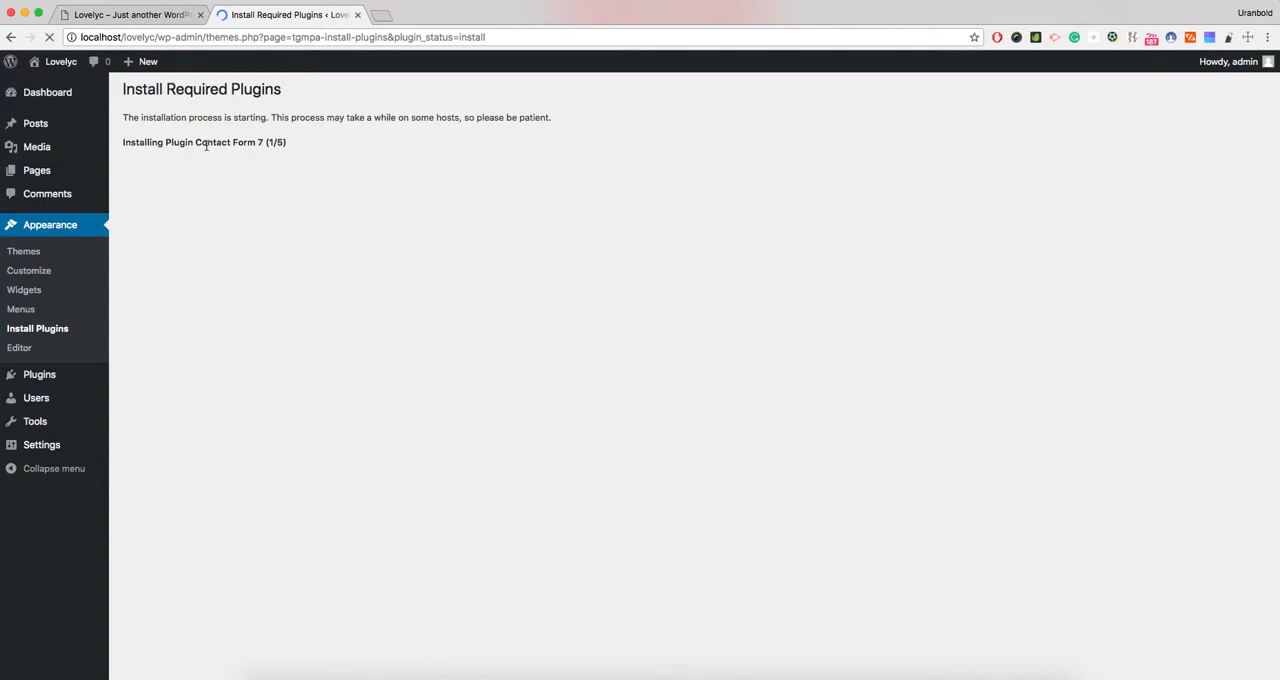 Lovelyc – Just another WordPr
Install Required Plugins ‹ Love
Uranbold
localhost/lovelyc/wp-admin/themes.php?page=tgmpa-install-plugins&plugin_status=install
Lovelyc
0
New
Howdy, admin
Dashboard
Posts
Media
Pages
Comments
Appearance
Themes
Customize
Widgets
Menus
Install Plugins
Editor
Plugins
Users
Tools
Settings
Collapse menu
Install Required Plugins
The installation process is starting. This process may take a while on some hosts, so please be patient.
Installing Plugin Contact Form 7 (1/5)